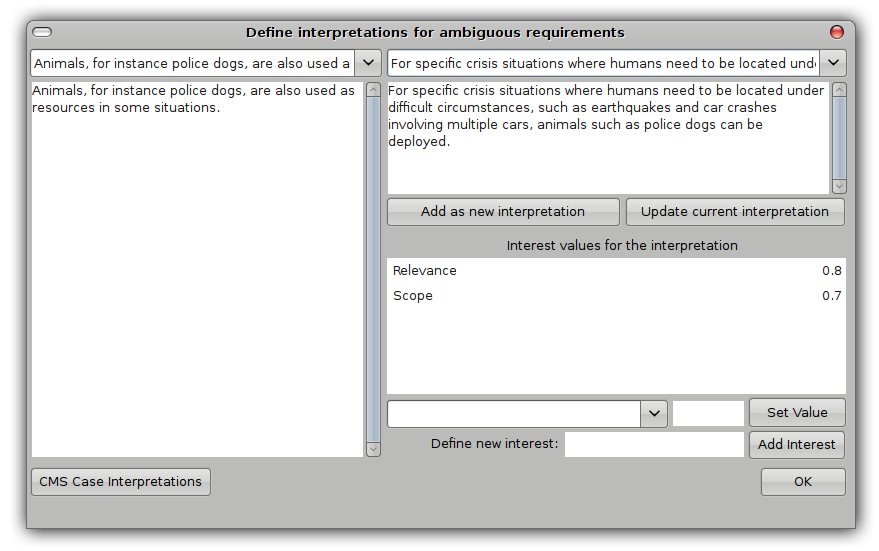 Define interpretations for ambiguous requirements
Animals, for instance police dogs, are also used a
For specific crisis situations where humans need to be located unde
Animals, for instance police dogs, are also used as
resources in some situations.
For specific crisis situations where humans need to be located under
difficult circumstances, such as earthquakes and car crashes
involving multiple cars, animals such as police dogs can be
deployed.
Add as new interpretation
Update current interpretation
Interest values for the interpretation
Relevance 0.8
Scope 0.7
Set Value
Define new interest:
Add Interest
CMS Case Interpretations
OK